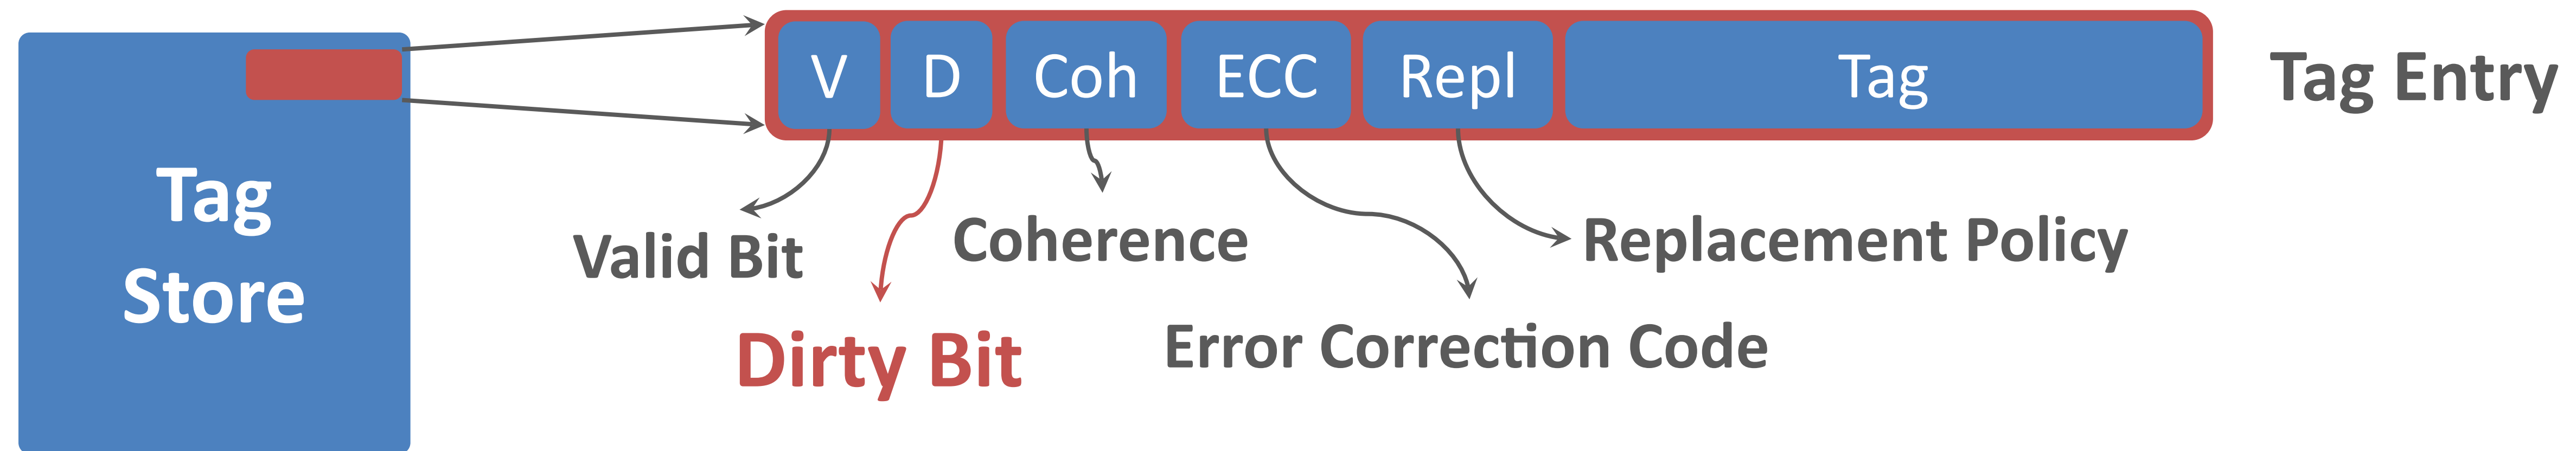 V D Coh ECC Repl Tag Tag Entry
Tag
Store
Valid Bit
Coherence
Replacement Policy
Dirty Bit
Error Correction Code